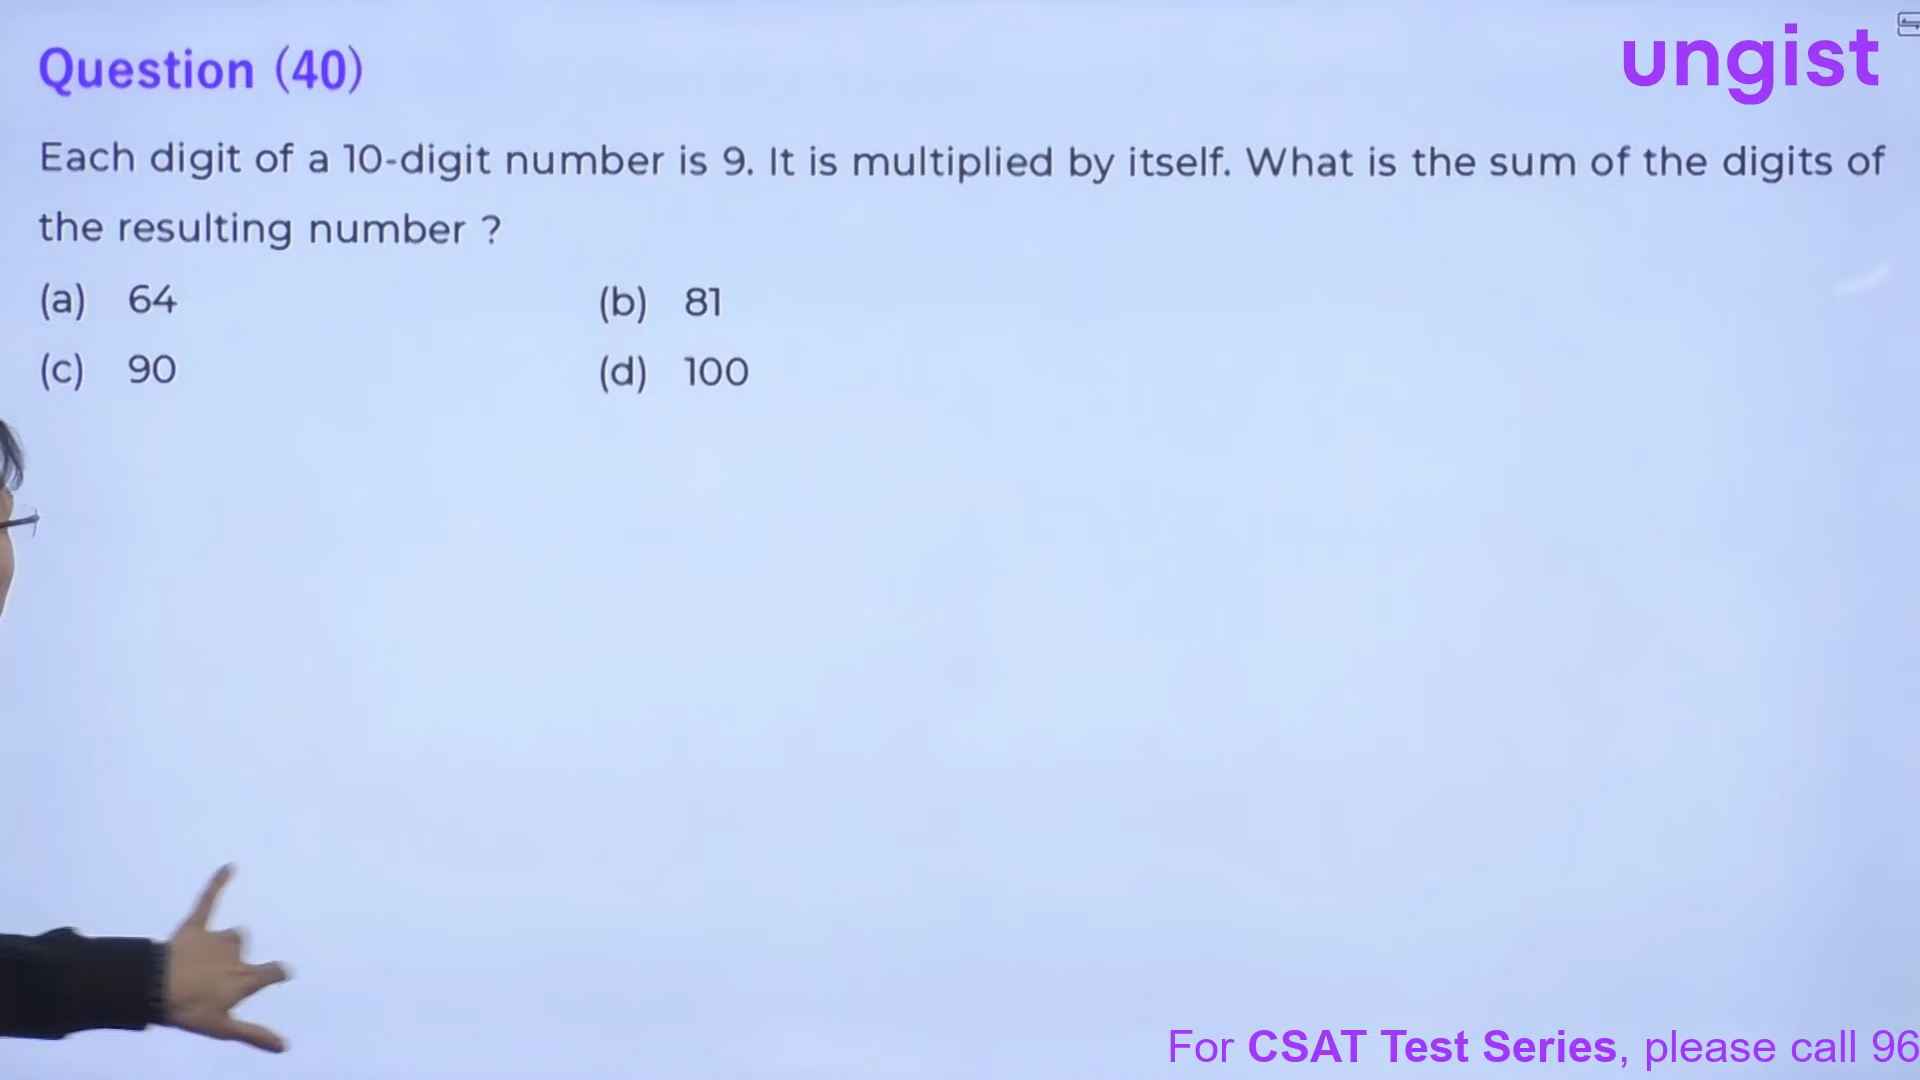 Question (40)
ungist
Each digit of a 10-digit number is 9. It is multiplied by itself. What is the sum of the digits of
the resulting number ?
(a) 64
(b) 81
(c) 90
(d) 100
For CSAT Test Series, please call 96